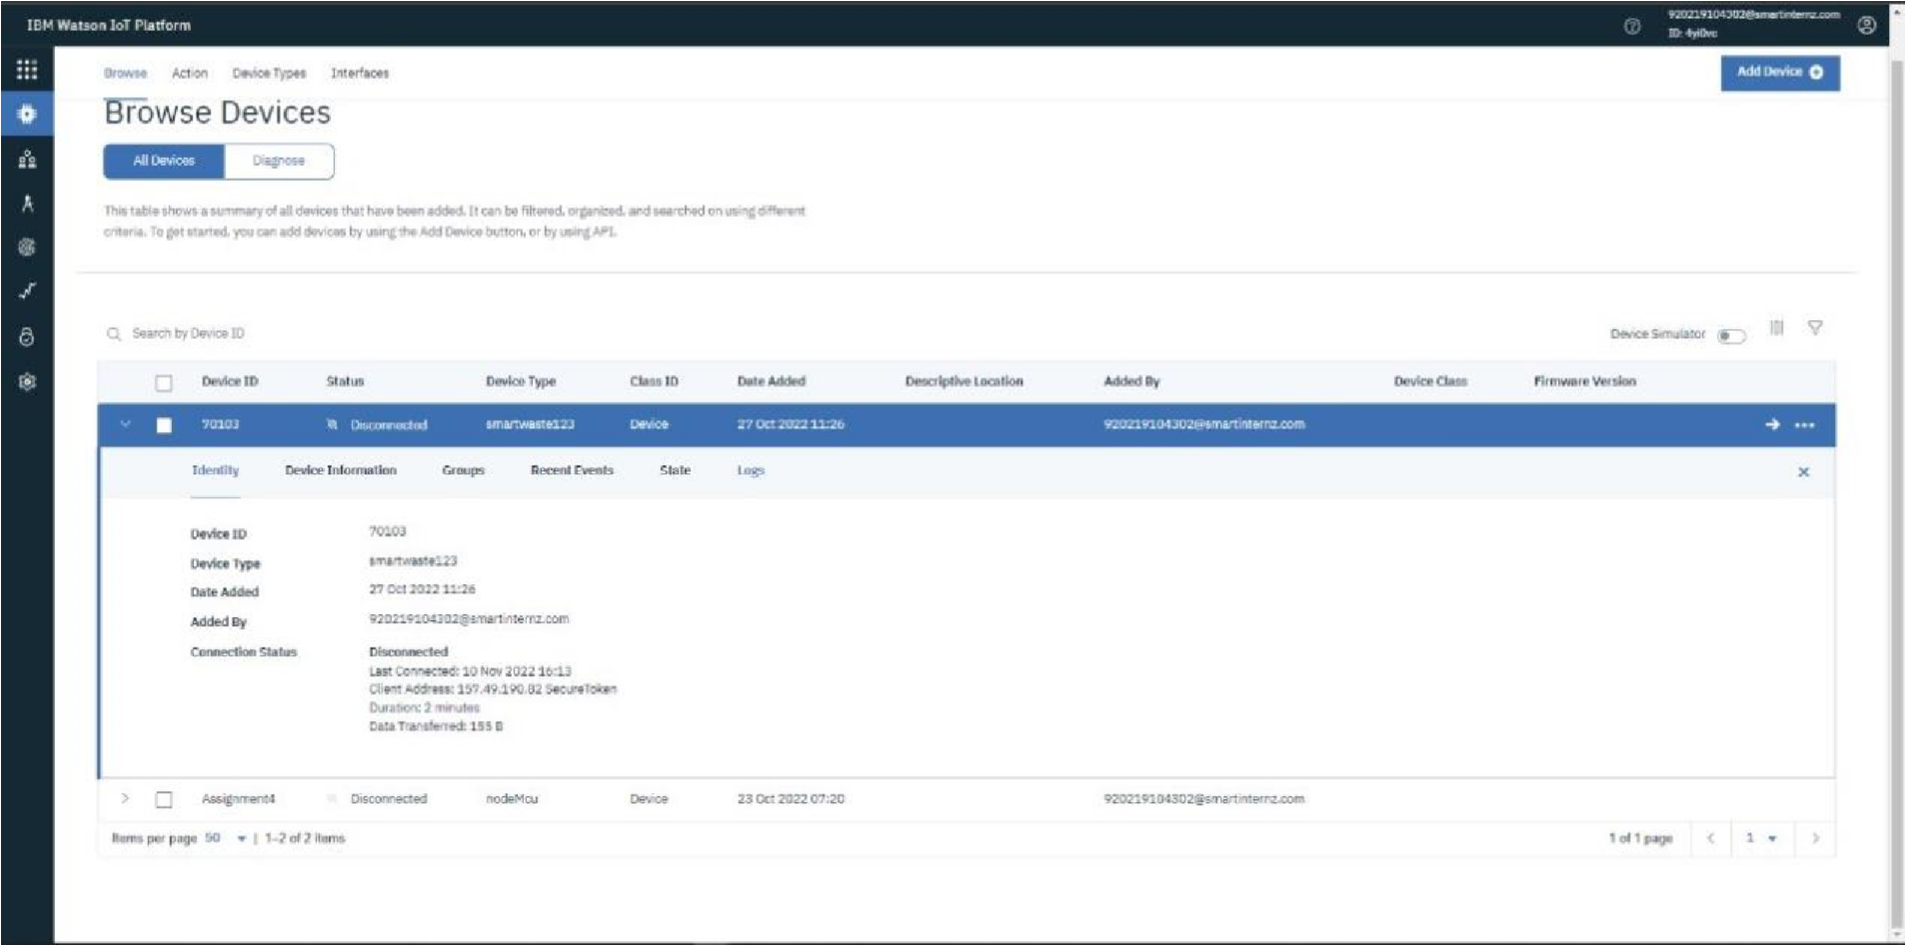 IBM Watson IoT Platform
920219104302@smartinternz.com
ID: 4yi0vc
Browse Action Device Types Interfaces
Add Device
Browse Devices
All Devices Diagnose
This table shows a summary of all devices that have been added. It can be filtered, organized, and searched on using different
criteria. To get started, you can add devices by using the Add Device button, or by using API.
Search by Device ID
Device Simulator
Device ID Status Device Type Class ID Date Added Descriptive Location Added By Device Class Firmware Version
70103 Disconnected smartwaste123 Device 27 Oct 2022 11:26 920219104302@smartinternz.com
Identity Device Information Groups Recent Events State Logs
Device ID 70103
Device Type smartwaste123
Date Added 27 Oct 2022 11:26
Added By 920219104302@smartinternz.com
Connection Status Disconnected
Last Connected: 10 Nov 2022 16:13
Client Address: 157.49.190.82 SecureToken
Duration: 2 minutes
Data Transferred: 155 B
Assignment4 Disconnected nodeMcu Device 23 Oct 2022 07:20 920219104302@smartinternz.com
Items per page 50 | 1–2 of 2 items
1 of 1 page 1